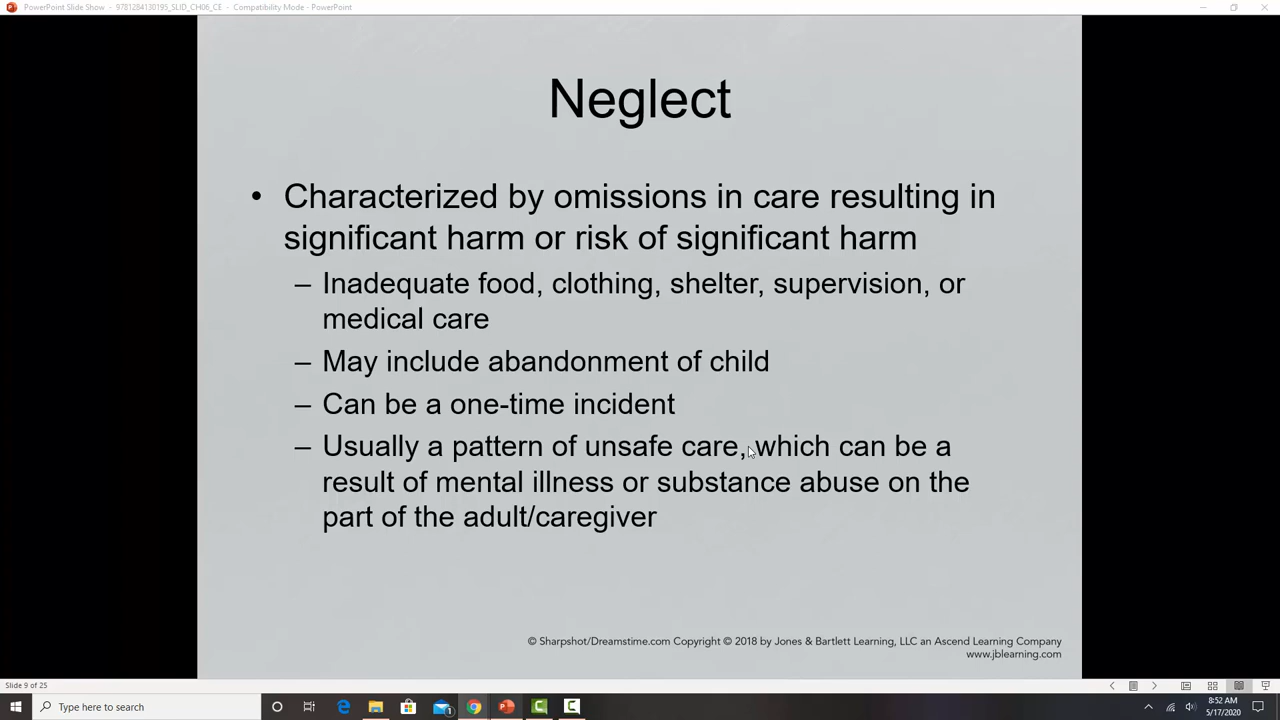 PowerPoint Slide Show - 9781284130195_SLID_CH06_CE - Compatibility Mode - PowerPoint
Neglect
• Characterized by omissions in care resulting in
significant harm or risk of significant harm
– Inadequate food, clothing, shelter, supervision, or
medical care
– May include abandonment of child
– Can be a one-time incident
– Usually a pattern of unsafe care, which can be a
result of mental illness or substance abuse on the
part of the adult/caregiver
© Sharpshot/Dreamstime.com Copyright © 2018 by Jones & Bartlett Learning, LLC an Ascend Learning Company
www.jblearning.com
Slide 9 of 25
Type here to search
8:52 AM
5/17/2020